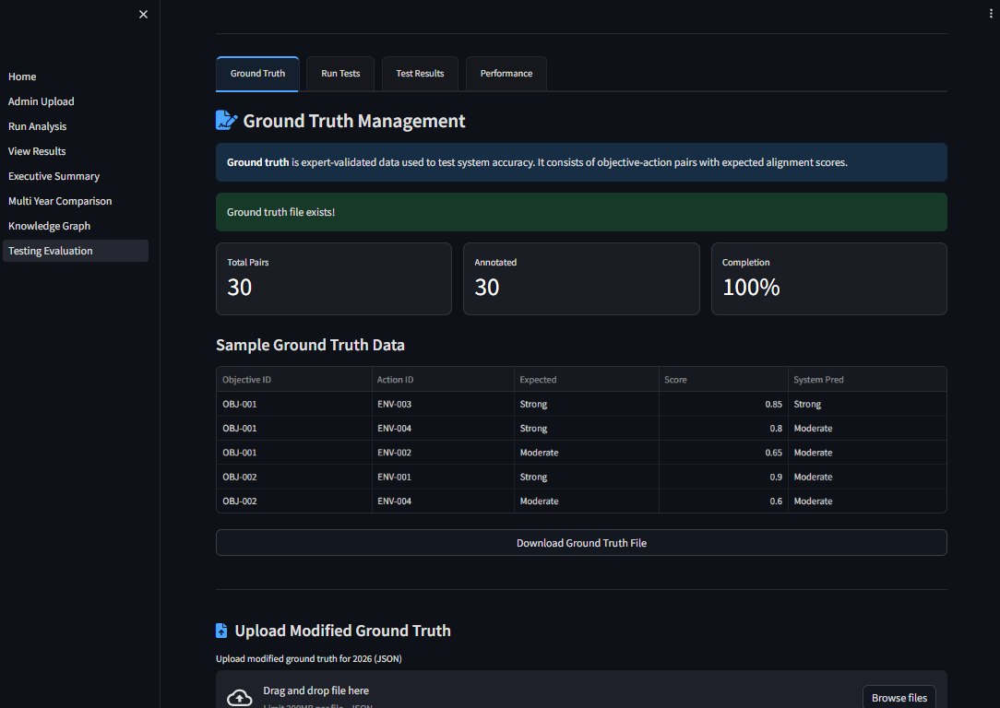 Home
Admin Upload
Run Analysis
View Results
Executive Summary
Multi Year Comparison
Knowledge Graph
Testing Evaluation
Ground Truth Run Tests Test Results Performance
Ground Truth Management
Ground truth is expert-validated data used to test system accuracy. It consists of objective-action pairs with expected alignment scores.
Ground truth file exists!
Total Pairs
30
Annotated
30
Completion
100%
Sample Ground Truth Data
Objective ID Action ID Expected Score System Pred
OBJ-001 ENV-003 Strong 0.85 Strong
OBJ-001 ENV-004 Strong 0.8 Moderate
OBJ-001 ENV-002 Moderate 0.65 Moderate
OBJ-002 ENV-001 Strong 0.9 Moderate
OBJ-002 ENV-004 Moderate 0.6 Moderate
Download Ground Truth File
Upload Modified Ground Truth
Upload modified ground truth for 2026 (JSON)
Drag and drop file here
Limit 200MB per file · JSON
Browse files